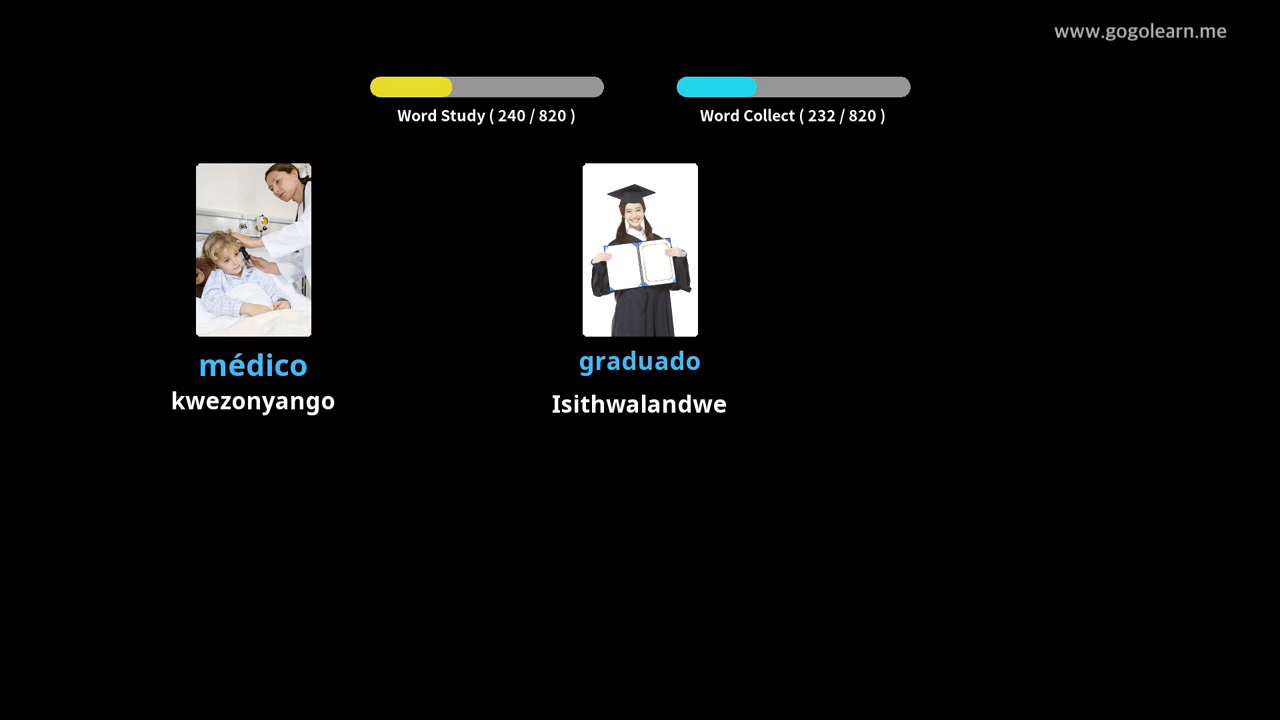 www.gogolearn.me
Word Study ( 240 / 820 )
Word Collect ( 232 / 820 )
médico
kwezonyango
graduado
Isithwalandwe